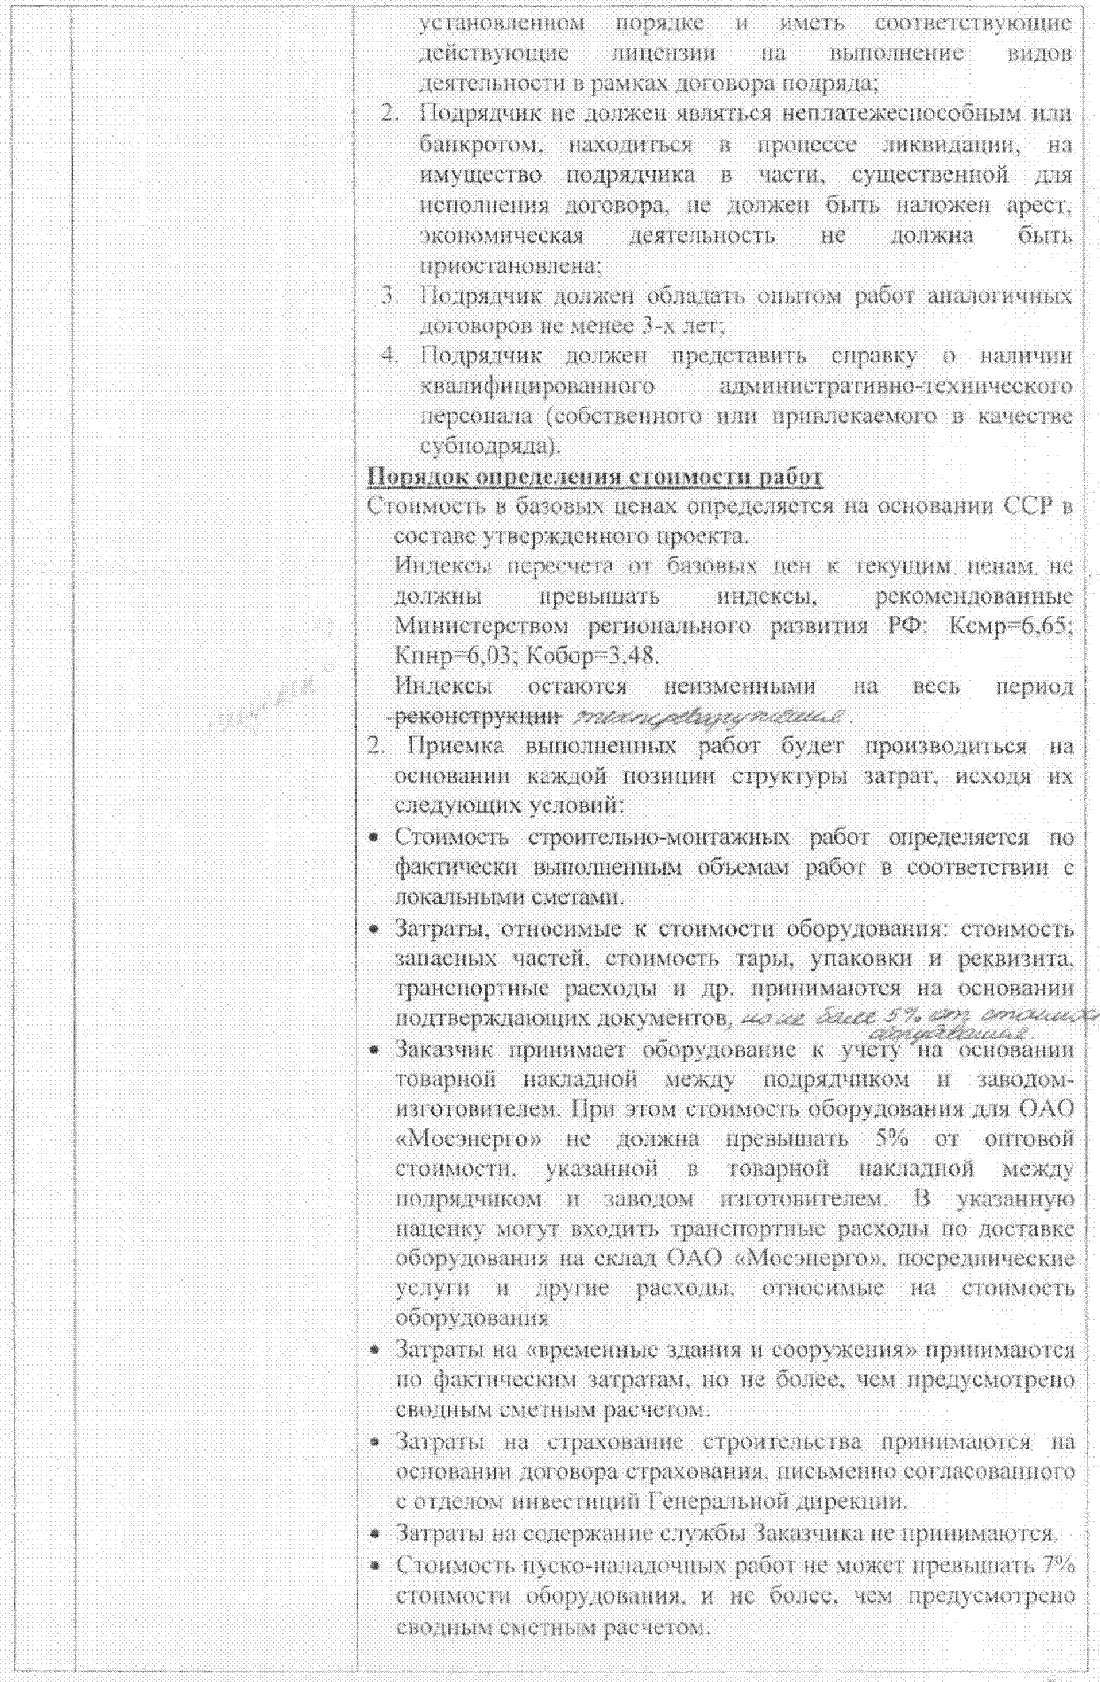 установленном порядке и иметь соответствующие
действующие лицензии на выполнение видов
деятельности в рамках договора подряда;
2. Подрядчик не должен являться неплатежеспособным или
банкротом, находиться в процессе ликвидации, на
имущество подрядчика в части, существенной для
исполнения договора, не должен быть наложен арест,
экономическая деятельность не должна быть
приостановлена;
3. Подрядчик должен обладать опытом работ аналогичных
договоров не менее 3-х лет;
4. Подрядчик должен представить справку о наличии
квалифицированного административно-технического
персонала (собственного или привлекаемого в качестве
субподряда).
Порядок определения стоимости работ
Стоимость в базовых ценах определяется на основании ССР в
составе утвержденного проекта.
Индексы пересчета от базовых цен к текущим ценам не
должны превышать индексы, рекомендованные
Министерством регионального развития РФ: Ксмр=6,65;
Кпнр=6,03; Кобор=3,48.
Индексы остаются неизменными на весь период
реконструкции техперевооружения.
2. Приемка выполненных работ будет производиться на
основании каждой позиции структуры затрат, исходя их
следующих условий:
• Стоимость строительно-монтажных работ определяется по
фактически выполненным объемам работ в соответствии с
локальными сметами.
• Затраты, относимые к стоимости оборудования: стоимость
запасных частей, стоимость тары, упаковки и реквизита,
транспортные расходы и др. принимаются на основании
подтверждающих документов, но не более 5% от стоимости
оборудования.
• Заказчик принимает оборудование к учету на основании
товарной накладной между подрядчиком и заводом-
изготовителем. При этом стоимость оборудования для ОАО
«Мосэнерго» не должна превышать 5% от оптовой
стоимости, указанной в товарной накладной между
подрядчиком и заводом изготовителем. В указанную
наценку могут входить транспортные расходы по доставке
оборудования на склад ОАО «Мосэнерго», посреднические
услуги и другие расходы, относимые на стоимость
оборудования
• Затраты на «временные здания и сооружения» принимаются
по фактическим затратам, но не более, чем предусмотрено
сводным сметным расчетом.
• Затраты на страхование строительства принимаются на
основании договора страхования, письменно согласованного
с отделом инвестиций Генеральной дирекции.
• Затраты на содержание службы Заказчика не принимаются.
• Стоимость пуско-наладочных работ не может превышать 7%
стоимости оборудования, и не более, чем предусмотрено
сводным сметным расчетом.